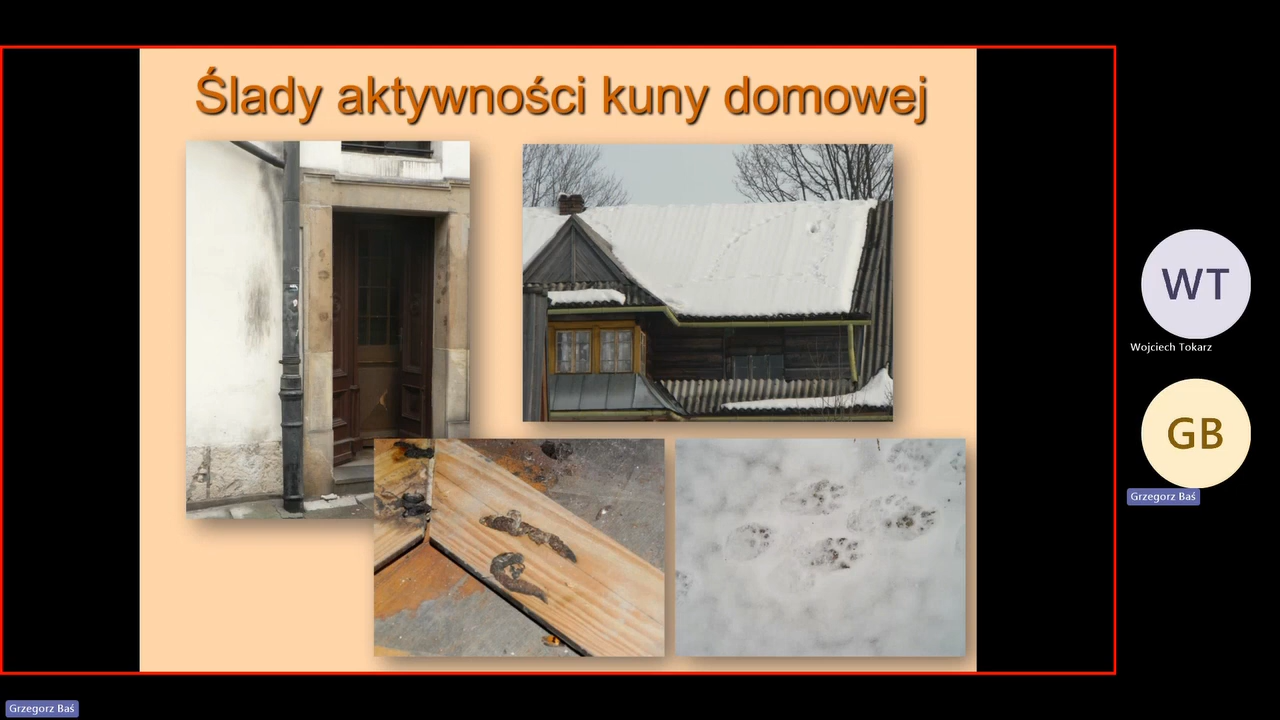 Ślady aktywności kuny domowej
WT
Wojciech Tokarz
GB
Grzegorz Baś
Grzegorz Baś